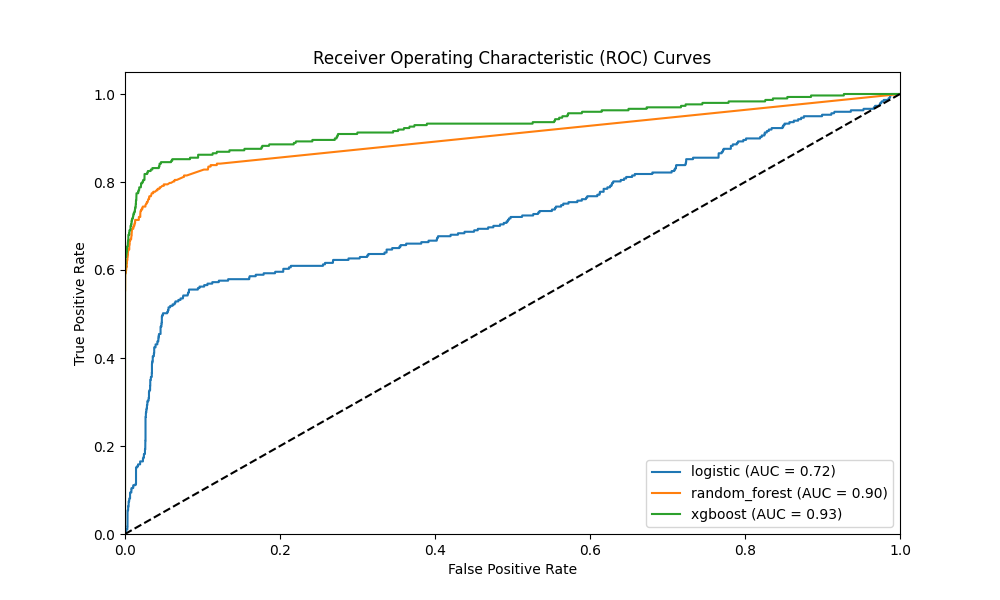 Receiver Operating Characteristic (ROC) Curves
True Positive Rate
1.0
0.8
0.6
0.4
0.2
0.0
0.0 0.2 0.4 0.6 0.8 1.0
False Positive Rate
logistic (AUC = 0.72)
random_forest (AUC = 0.90)
xgboost (AUC = 0.93)